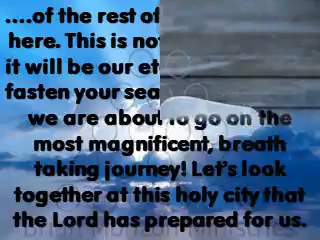 ....of the rest of
here. This is no
it will be our et
fasten your sea
we are about to go on the
most magnificent, breath
taking journey! Let's look
together at this holy city that
the Lord has prepared for us.